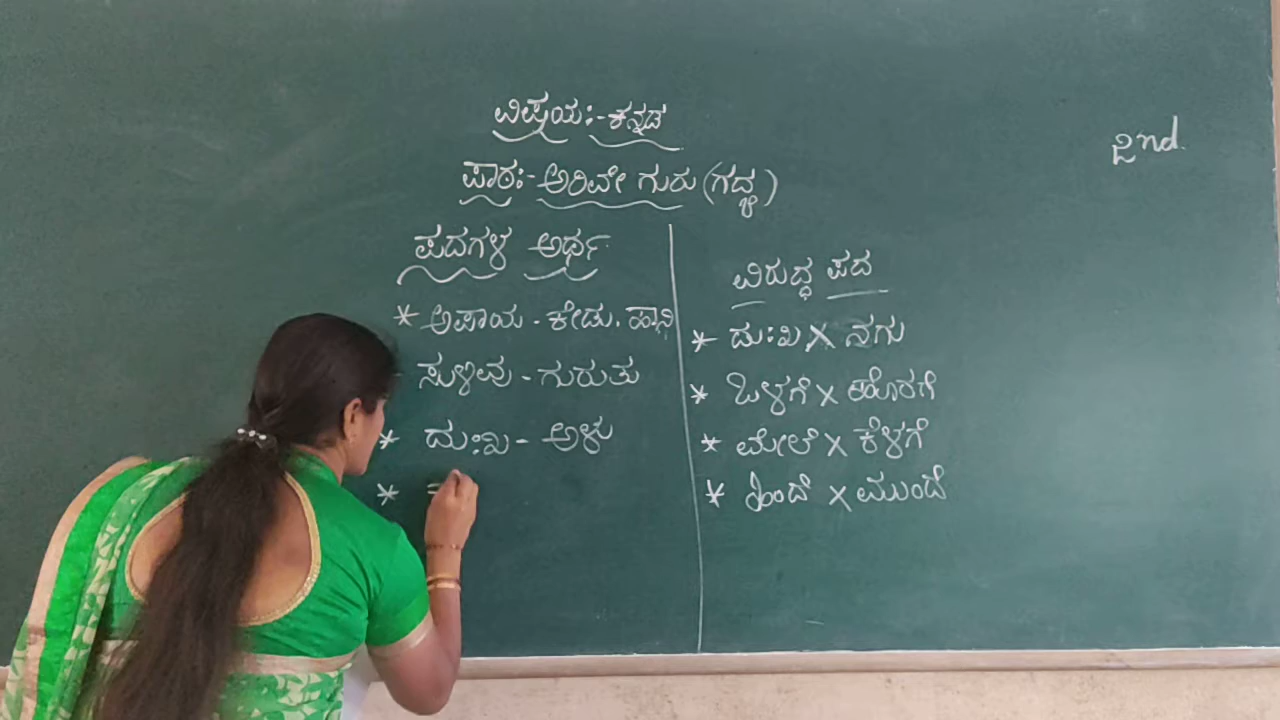 ವಿಷಯ:-ಕನ್ನಡ
2nd.
ಪಾಠ:-ಅರಿವೇ ಗುರು (ಗದ್ಯ)
ಪದಗಳ ಅರ್ಥ
* ಅಪಾಯ - ಕೇಡು. ಹಾನಿ
ಸುಳಿವು - ಗುರುತು
* ದು:ಖ - ಅಳು
*
ವಿರುದ್ಧ ಪದ
* ದು:ಖ X ನಗು
* ಒಳಗೆ X ಹೊರಗೆ
* ಮೇಲೆ X ಕೆಳಗೆ
* ಹಿಂದೆ X ಮುಂದೆ